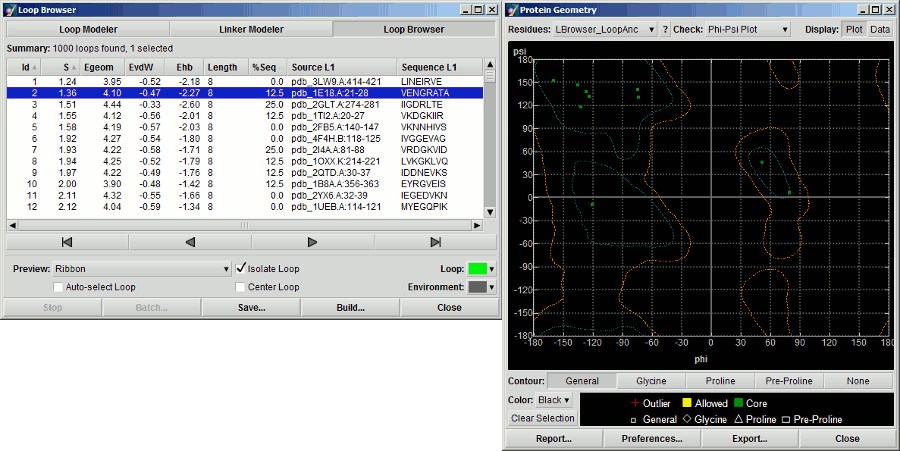 Loop Browser
Loop Modeler Linker Modeler Loop Browser
Summary: 1000 loops found, 1 selected
Id S Egeom EvdW Ehb Length %Seq Source L1 Sequence L1
1 1.24 3.95 -0.52 -2.18 8 0.0 pdb_3LW9.A:414-421 LINEIRVE
2 1.36 4.10 -0.47 -2.27 8 12.5 pdb_1E18.A:21-28 VENGRATA
3 1.51 4.44 -0.33 -2.60 8 25.0 pdb_2GLT.A:274-281 IIGDRLTE
4 1.55 4.12 -0.56 -2.01 8 12.5 pdb_1TI2.A:20-27 VKDGKIIR
5 1.58 4.19 -0.57 -2.03 8 12.5 pdb_2FB5.A:140-147 VKNNHIVS
6 1.92 4.27 -0.54 -1.80 8 12.5 pdb_4F4H.B:118-125 IVGGEVAG
7 1.93 4.22 -0.58 -1.71 8 25.0 pdb_2I4A.A:81-88 VRDGKVID
8 1.94 4.25 -0.52 -1.79 8 12.5 pdb_1OXX.K:214-221 LVKGKLVQ
9 1.97 4.22 -0.49 -1.76 8 12.5 pdb_2QTD.A:30-37 IDDNEVKS
10 2.00 3.90 -0.48 -1.42 8 12.5 pdb_1B8A.A:356-363 EYRGVEIS
11 2.11 4.32 -0.55 -1.66 8 0.0 pdb_2YX6.A:32-39 IEGEDVKN
12 2.12 4.04 -0.59 -1.34 8 0.0 pdb_1UEB.A:114-121 MYEGQPIK
Preview: Ribbon Isolate Loop Loop:
Auto-select Loop Center Loop Environment:
Stop Batch... Save... Build... Close
Protein Geometry
Residues: LBrowser_LoopAnc ? Check: Phi-Psi Plot Display: Plot Data
psi
180
150
120
90
60
30
0
-30
-60
-90
-120
-150
-180
-180 -150 -120 -90 -60 -30 0 30 60 90 120 150 180
phi
Contour: General Glycine Proline Pre-Proline None
Color: Black Outlier Allowed Core
Clear Selection General Glycine Proline Pre-Proline
Report... Preferences... Export... Close